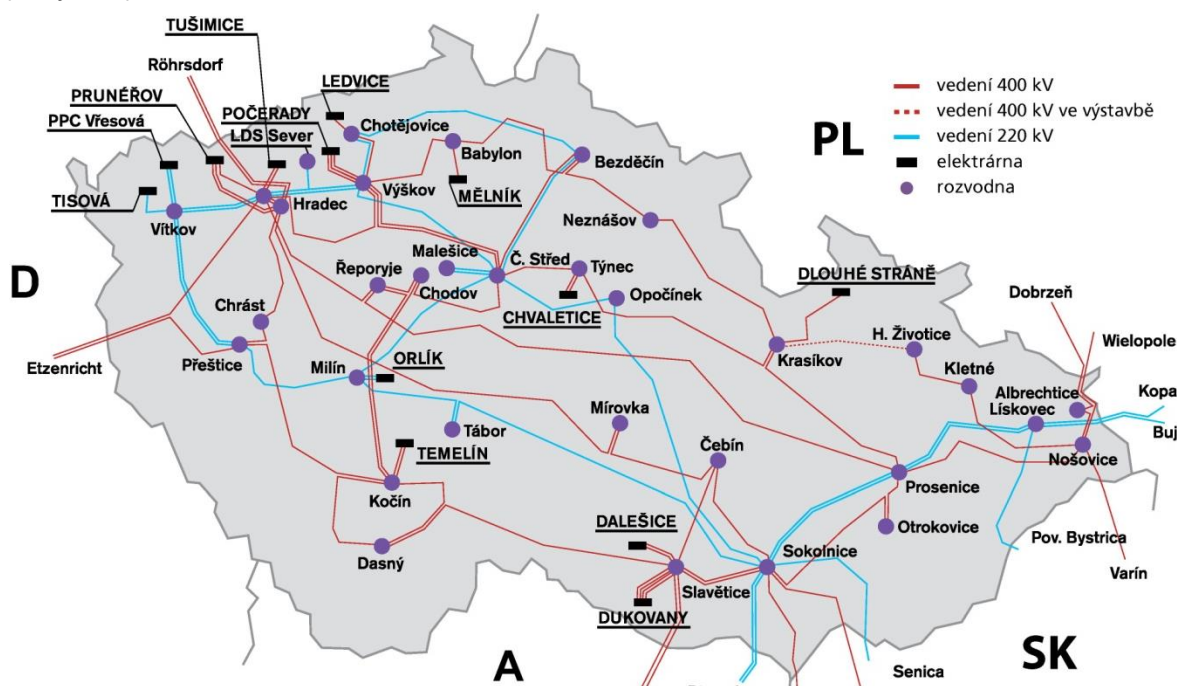 TUŠIMICE
Röhrsdorf
PRUNÉŘOV
PPC Vřesová
TISOVÁ
Vítkov
LEDVICE
POČERADY
LDS Sever
Chotějovice
Výškov
Hradec
Babylon
MĚLNÍK
Bezděčín
Neznášov
PL
vedení 400 kV
vedení 400 kV ve výstavbě
vedení 220 kV
elektrárna
rozvodna
D
Malešice
Č. Střed
Týnec
Řeporyje
Chodov
CHVALETICE
Opočínek
DLOUHÉ STRÁNĚ
Dobrzeń
Wielopole
Chrást
Přeštice
Etzenricht
Milín
ORLÍK
Krasíkov
H. Životice
Kletné
Albrechtice
Lískovec
Kopa
Buj
Nošovice
Tábor
Mírovka
Čebín
TEMELÍN
Kočín
Dasný
Prosenice
Otrokovice
Pov. Bystrica
Varín
DALEŠICE
Slavětice
Sokolnice
DUKOVANY
A
SK
Senica